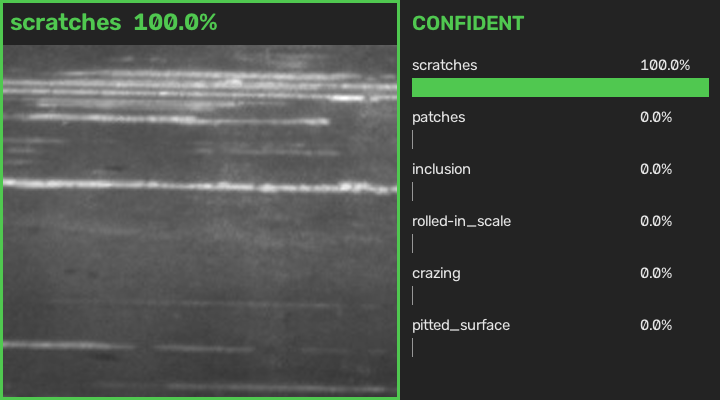 scratches 100.0%
CONFIDENT
scratches 100.0%
patches 0.0%
inclusion 0.0%
rolled-in_scale 0.0%
crazing 0.0%
pitted_surface 0.0%